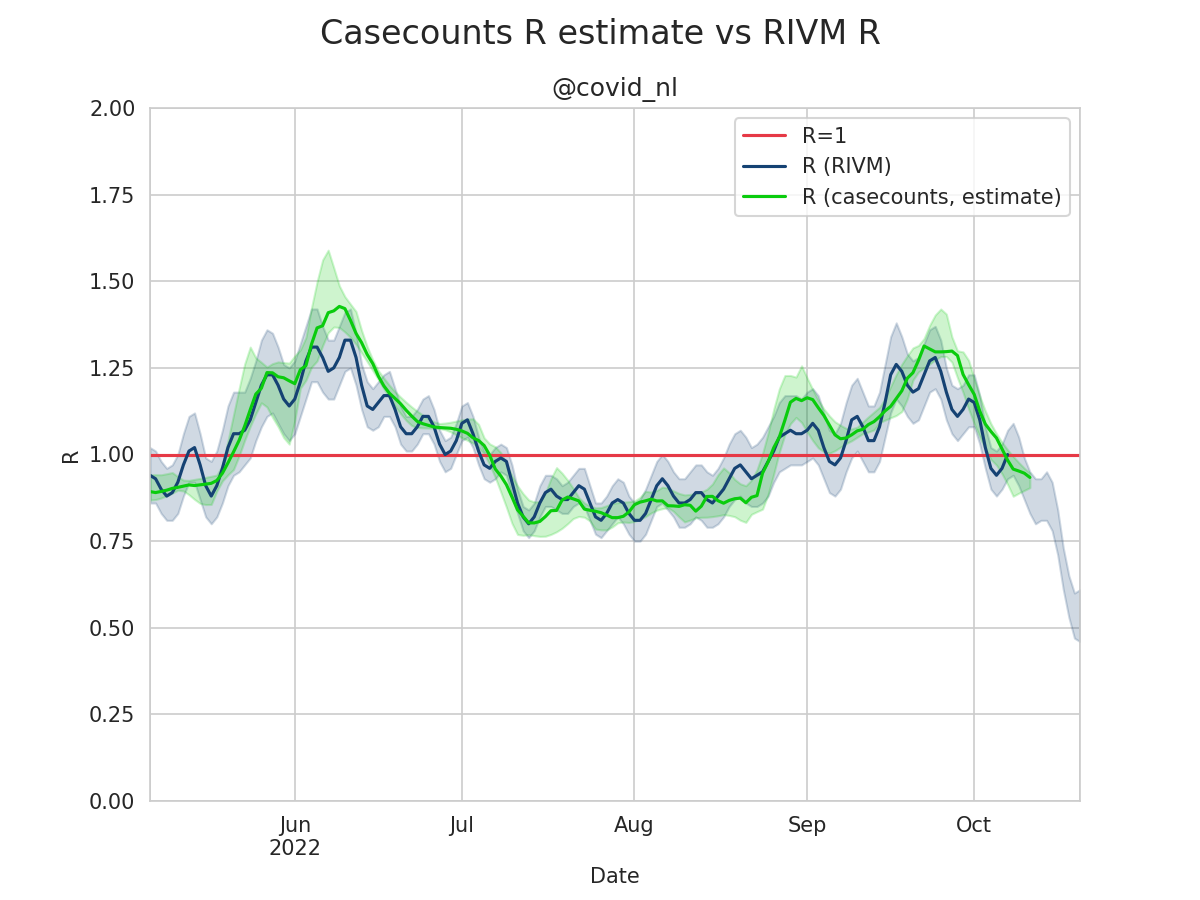 Casecounts R estimate vs RIVM R
@covid_nl
R=1
R (RIVM)
R (casecounts, estimate)
2.00
1.75
1.50
1.25
1.00
0.75
0.50
0.25
0.00
R
Jun
2022
Jul
Aug
Sep
Oct
Date